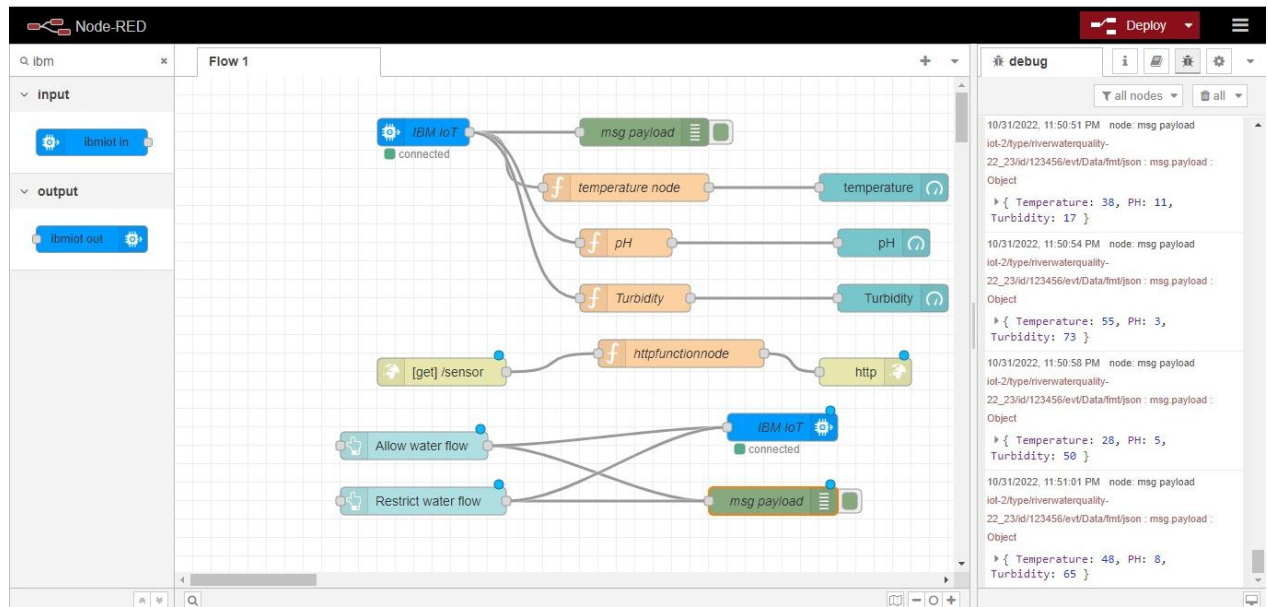 Node-RED
Deploy
ibm
Flow 1
debug
i
all nodes
all
input
ibmiot in
output
ibmiot out
IBM IoT
connected
msg payload
temperature node
temperature
pH
pH
Turbidity
Turbidity
[get] /sensor
httpfunctionnode
http
Allow water flow
Restrict water flow
IBM IoT
connected
msg payload
10/31/2022, 11:50:51 PM node: msg payload
iot-2/type/riverwaterquality-
22_23/id/123456/evt/Data/fmt/json : msg.payload :
Object
{ Temperature: 38, PH: 11,
Turbidity: 17 }
10/31/2022, 11:50:54 PM node: msg payload
iot-2/type/riverwaterquality-
22_23/id/123456/evt/Data/fmt/json : msg.payload :
Object
{ Temperature: 55, PH: 3,
Turbidity: 73 }
10/31/2022, 11:50:58 PM node: msg payload
iot-2/type/riverwaterquality-
22_23/id/123456/evt/Data/fmt/json : msg.payload :
Object
{ Temperature: 28, PH: 5,
Turbidity: 50 }
10/31/2022, 11:51:01 PM node: msg payload
iot-2/type/riverwaterquality-
22_23/id/123456/evt/Data/fmt/json : msg.payload :
Object
{ Temperature: 48, PH: 8,
Turbidity: 65 }